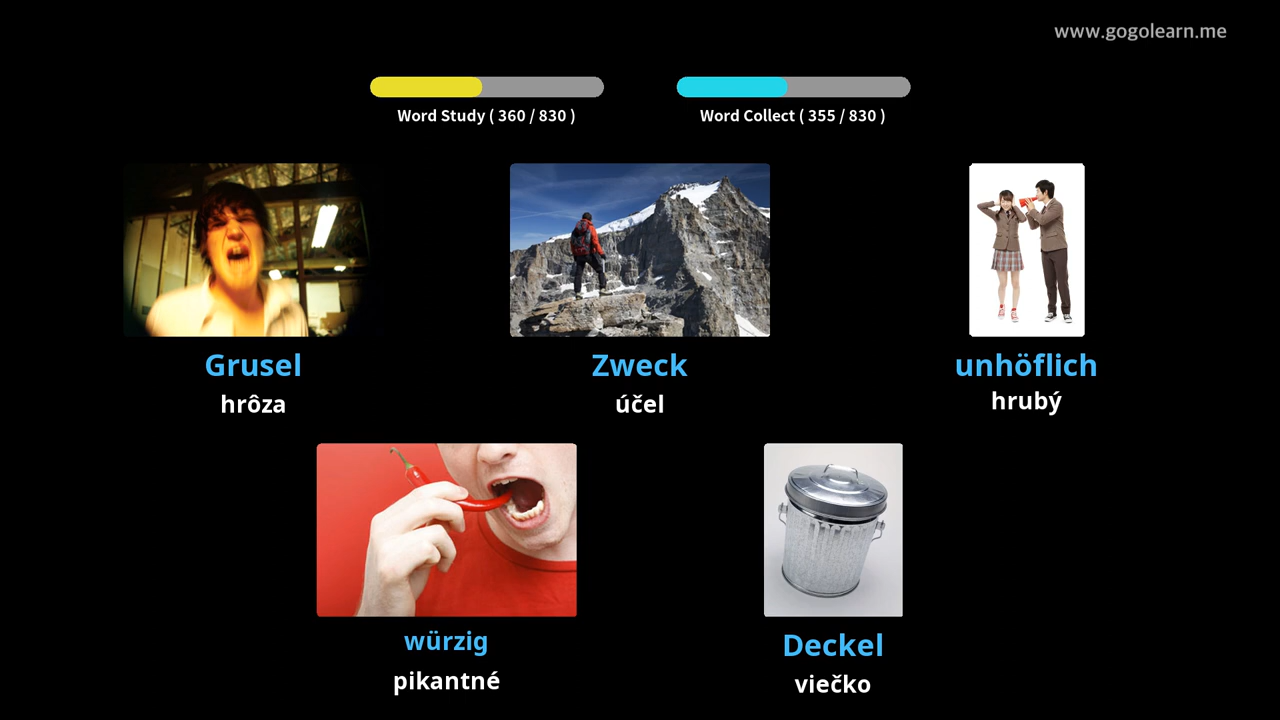 www.gogolearn.me
Word Study ( 360 / 830 )
Word Collect ( 355 / 830 )
Grusel
hrôza
Zweck
účel
unhöflich
hrubý
würzig
pikantné
Deckel
viečko